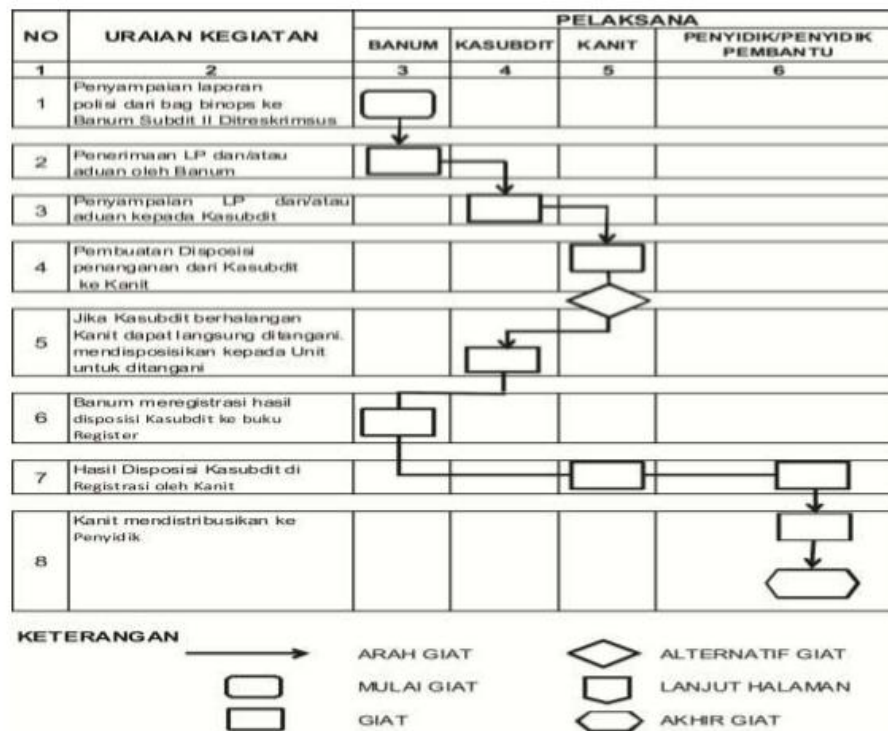 NO
URAIAN KEGIATAN
PELAKSANA
BANUM
KASUBDIT
KANIT
PENYIDIK/PENYIDIK
PEMBANTU
1
2
3
4
5
6
1
Penyampaian laporan
polisi dari bag binops ke
Banum Subdit II Ditreskrimsus
2
Penerimaan LP dan/atau
aduan oleh Banum
3
Penyampaian LP dan/atau
aduan kepada Kasubdit
4
Pembuatan Disposisi
penanganan dari Kasubdit
ke Kanit
5
Jika Kasubdit berhalangan
Kanit dapat langsung ditangani.
mendisposisikan kepada Unit
untuk ditangani
6
Banum meregistrasi hasil
disposisi Kasubdit ke buku
Register
7
Hasil Disposisi Kasubdit di
Registrasi oleh Kanit
8
Kanit mendistribusikan ke
Penyidik
KETERANGAN
ARAH GIAT
ALTERNATIF GIAT
MULAI GIAT
LANJUT HALAMAN
GIAT
AKHIR GIAT